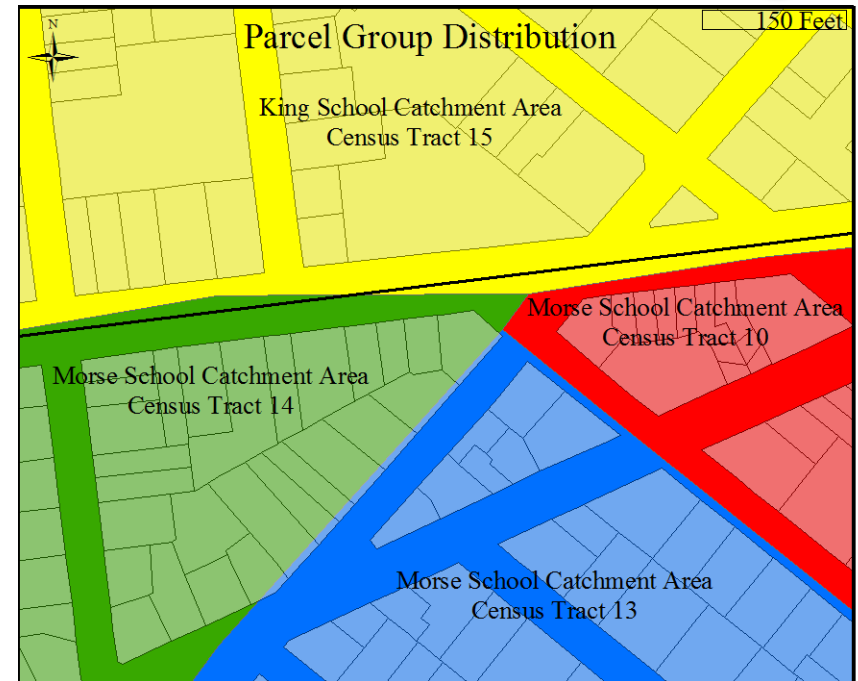 N
150 Feet
Parcel Group Distribution
King School Catchment Area
Census Tract 15
Morse School Catchment Area
Census Tract 10
Morse School Catchment Area
Census Tract 14
Morse School Catchment Area
Census Tract 13